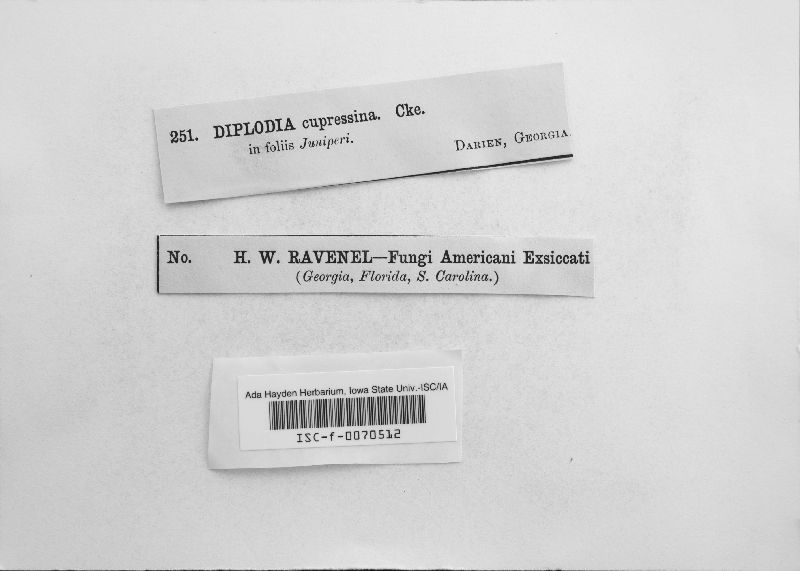 251. DIPLODIA cupressina. Cke.
in foliis Juniperi.
DARIEN, GEORGIA.
No. H. W. RAVENEL—Fungi Americani Exsiccati
(Georgia, Florida, S. Carolina.)
Ada Hayden Herbarium, Iowa State Univ.-ISC/IA
ISC-f-0070512